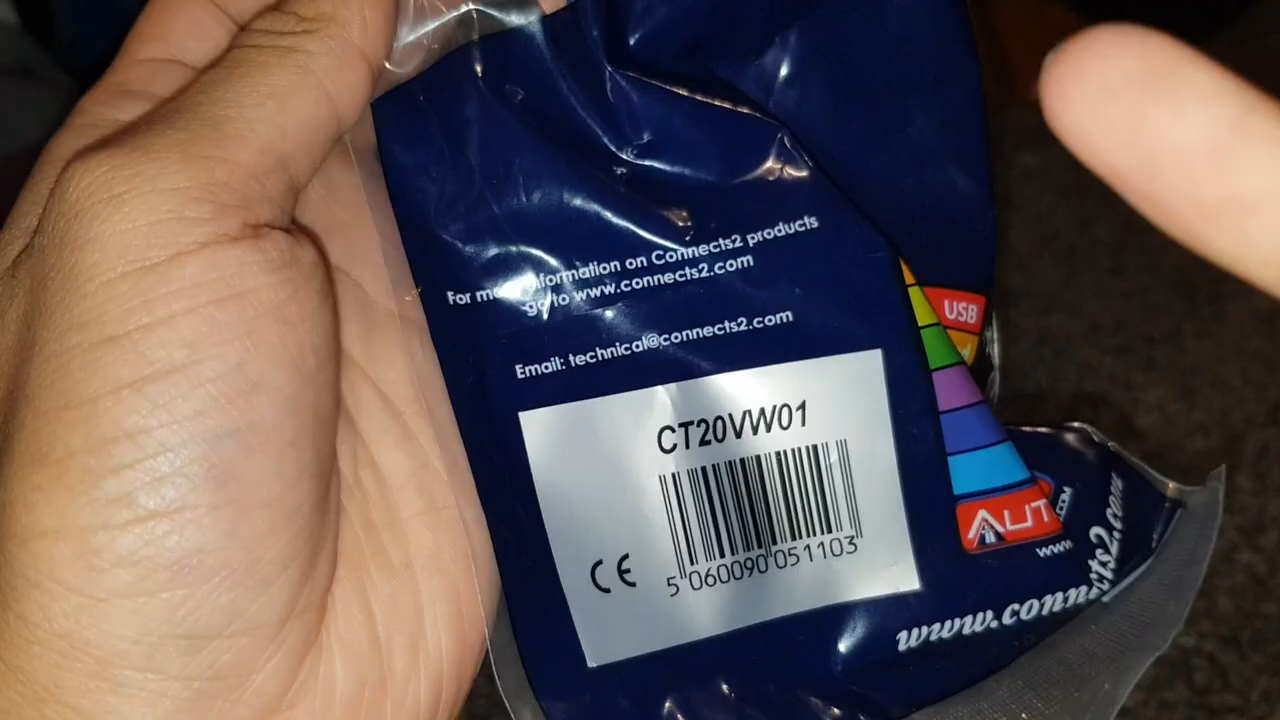 For more information on Connects2 products
go to www.connects2.com
Email: technical@connects2.com
USB
CT20VW01
CE
5 060090 051103
AUT
.COM
www.
www.connects2.com